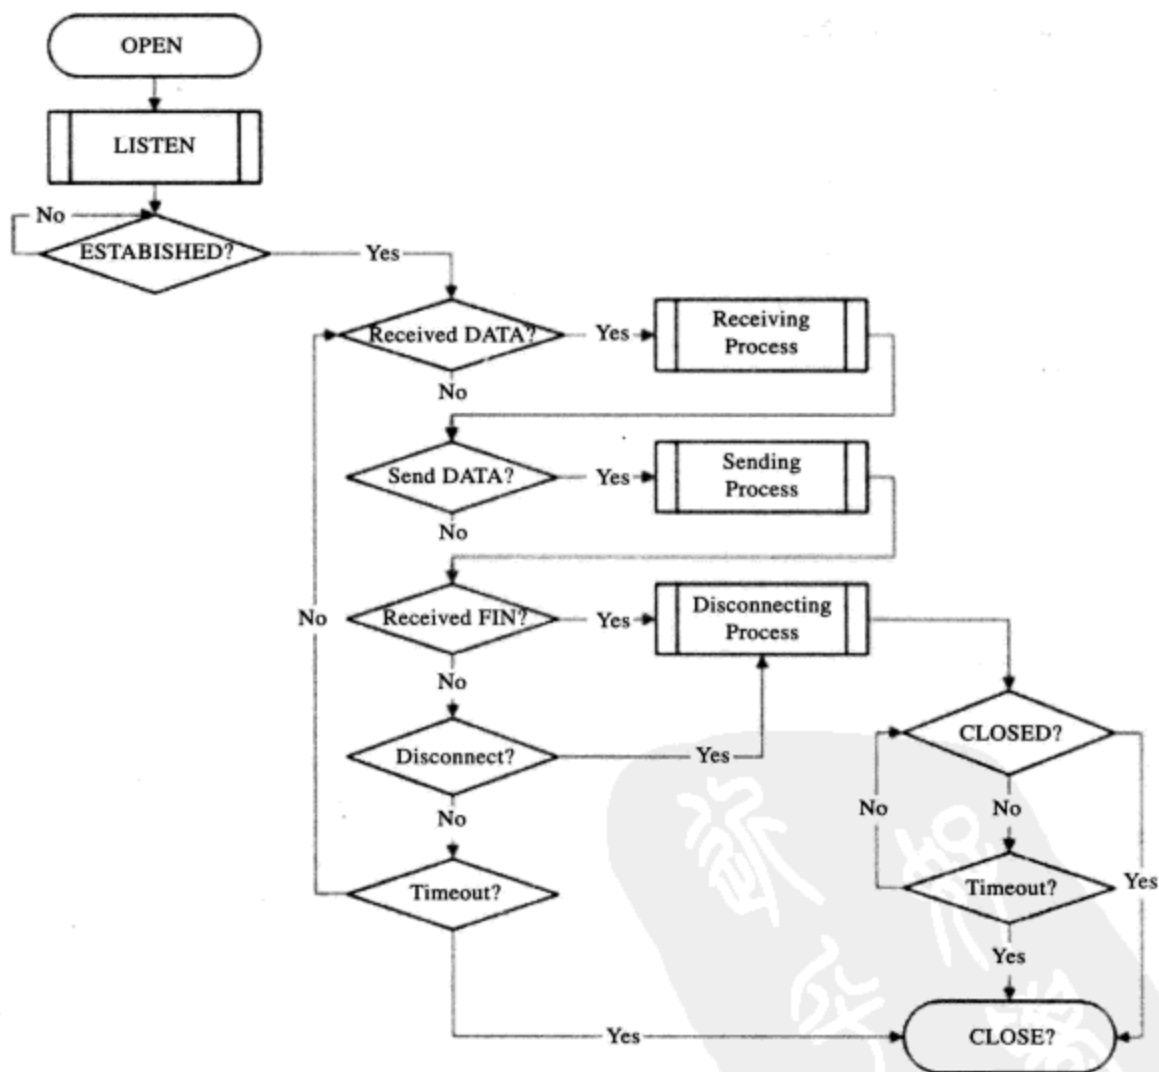 OPEN
LISTEN
No
ESTABISHED?
Yes
Received DATA?
Yes
Receiving
Process
No
Send DATA?
Yes
Sending
Process
No
No
Received FIN?
Yes
Disconnecting
Process
No
Disconnect?
Yes
CLOSED?
No
No
No
Timeout?
Timeout?
Yes
Yes
Yes
CLOSE?